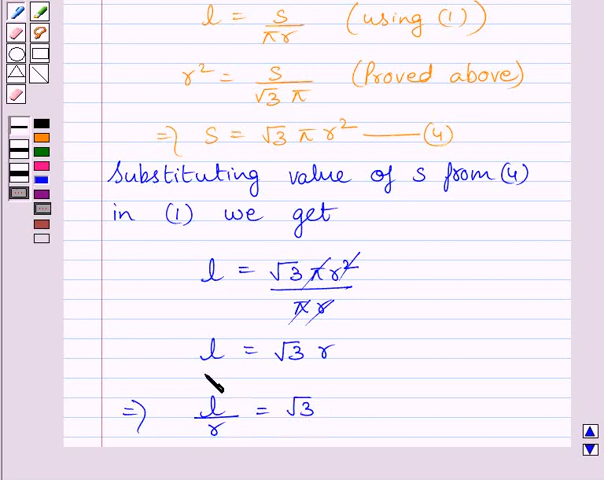 l = S/πr (using (1))
r² = S/√3 π (Proved above)
=> S = √3 π r² —— (4)
Substituting value of S from (4)
in (1) we get
l = √3 π r²/π r
l = √3 r
=> l/r = √3